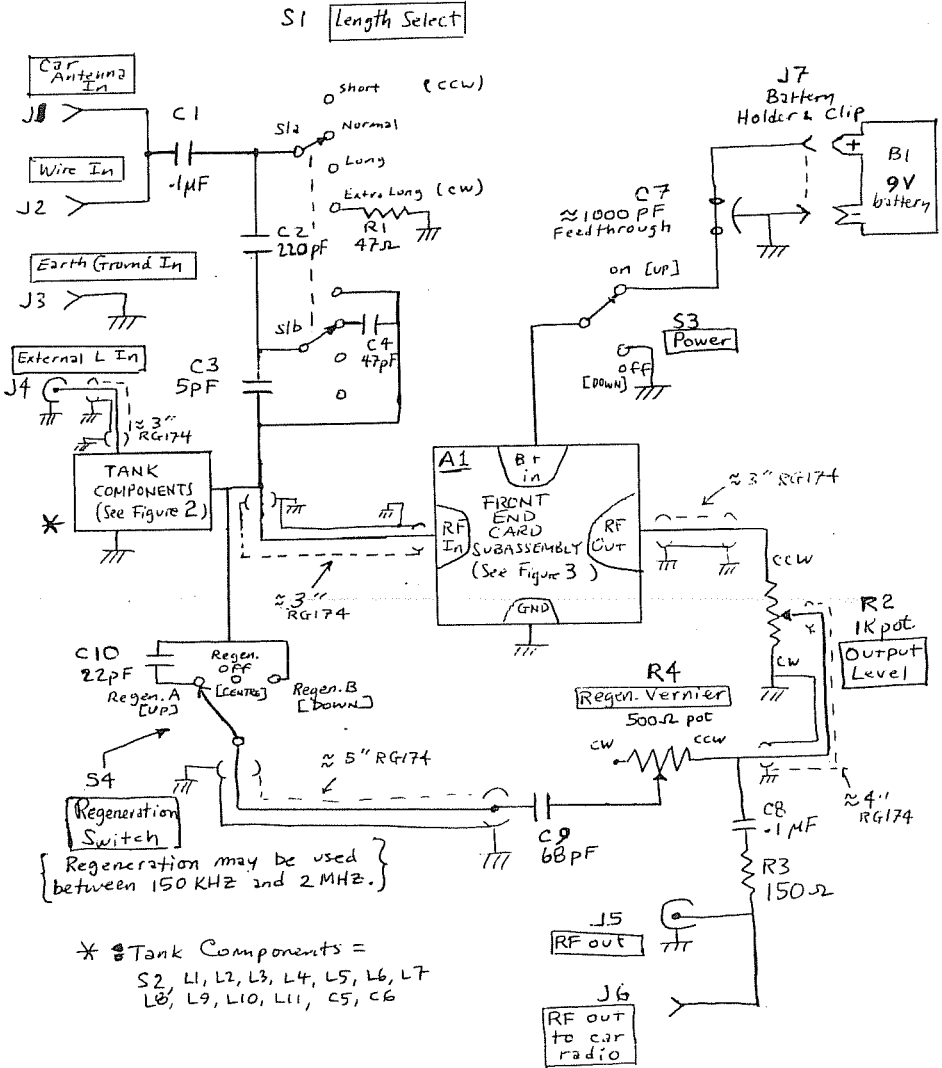 S1 Length Select
Car
Antenna
In
J1
C1
.1µF
Wire In
J2
Earth Ground In
J3
External L In
J4
≈3"
RG174
S1a
Short (CCW)
Normal
Long
Extra Long (CW)
R1
47Ω
C2
220pF
S1b
C4
47pF
C3
5pF
J7
Battery
Holder & Clip
+
B1
9V
battery
C7
≈1000 PF
Feedthrough
on [UP]
S3
Power
off
[DOWN]
TANK
COMPONENTS
(See Figure 2)
*
A1
B+
in
FRONT
END
CARD
SUBASSEMBLY
(See Figure 3)
RF
In
RF
Out
GND
≈3"
RG174
≈3" RG174
CCW
R2
1K pot.
Output
Level
CW
C10
22pF
Regen.
Off
[CENTRE]
Regen. A
[UP]
Regen. B
[DOWN]
R4
Regen. Vernier
500Ω pot
CW
CCW
S4
Regeneration
Switch
≈ 5" RG174
≈4"
RG174
C9
68pF
C8
.1µF
R3
150Ω
{Regeneration may be used
between 150 KHZ and 2 MHZ.}
J5
RF out
J6
RF out
to car
radio
* Tank Components =
S2, L1, L2, L3, L4, L5, L6, L7
L8, L9, L10, L11, C5, C6